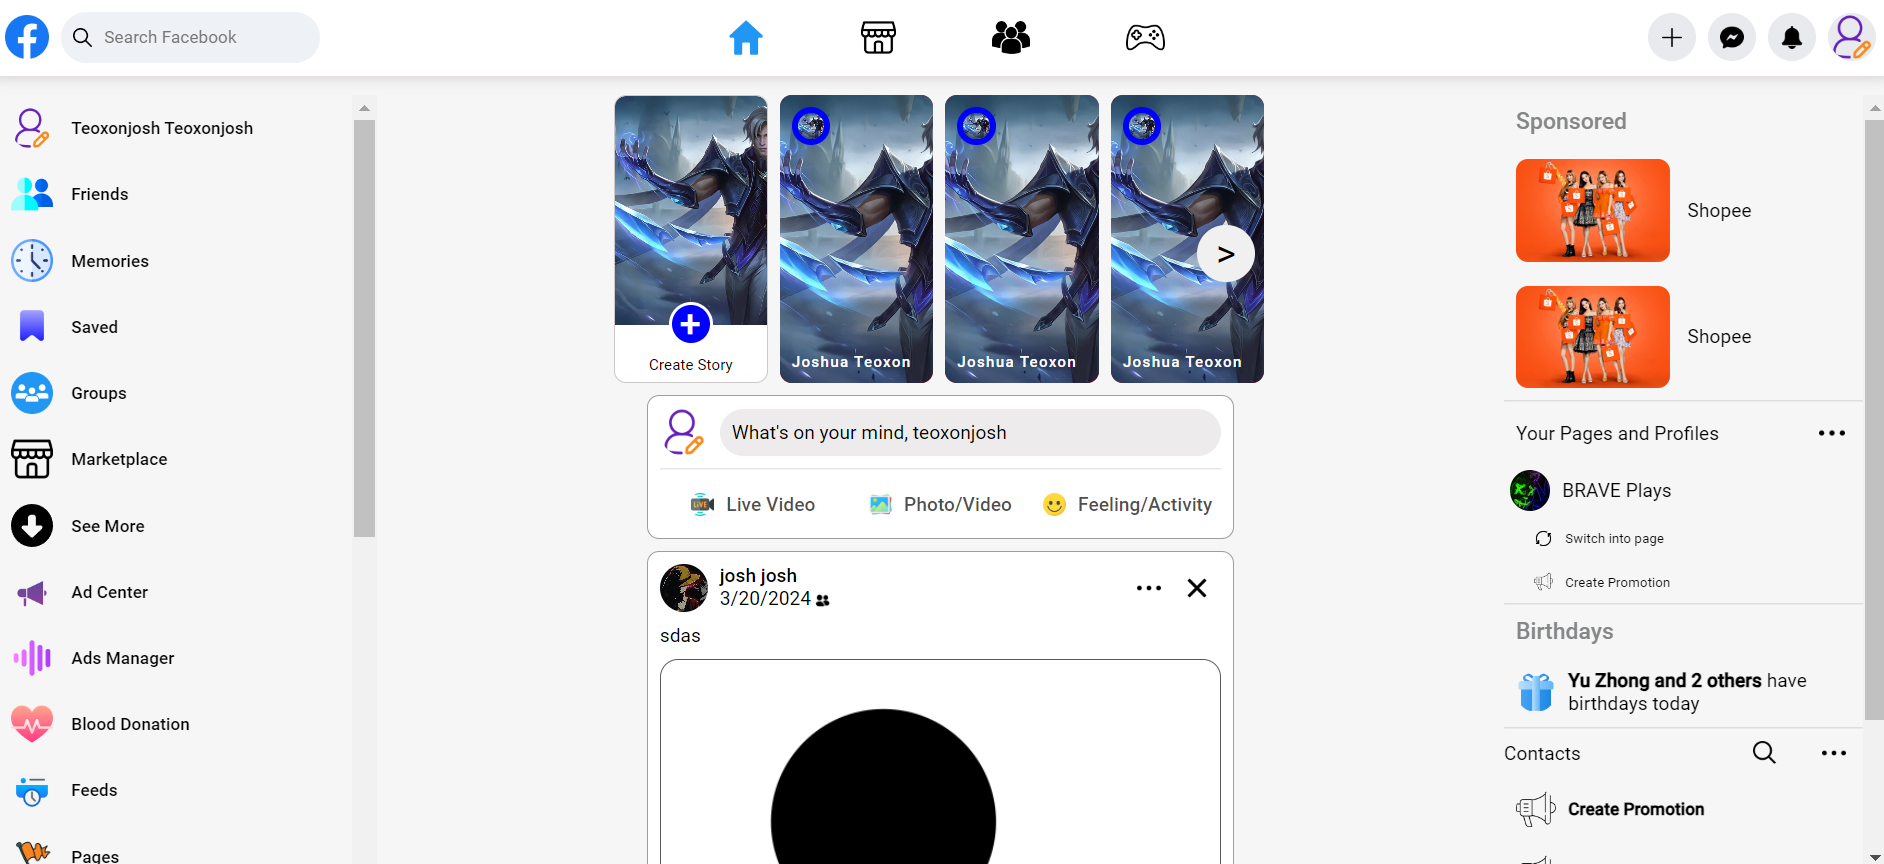 Search Facebook
Teoxonjosh Teoxonjosh
Friends
Memories
Saved
Groups
Marketplace
See More
Ad Center
Ads Manager
Blood Donation
Feeds
Pages
Create Story
Joshua Teoxon
Joshua Teoxon
Joshua Teoxon
>
What's on your mind, teoxonjosh
LIVE
Live Video
Photo/Video
Feeling/Activity
josh josh
3/20/2024
sdas
Sponsored
Shopee
Shopee
Your Pages and Profiles
BRAVE Plays
Switch into page
Create Promotion
Birthdays
Yu Zhong and 2 others have
birthdays today
Contacts
Create Promotion